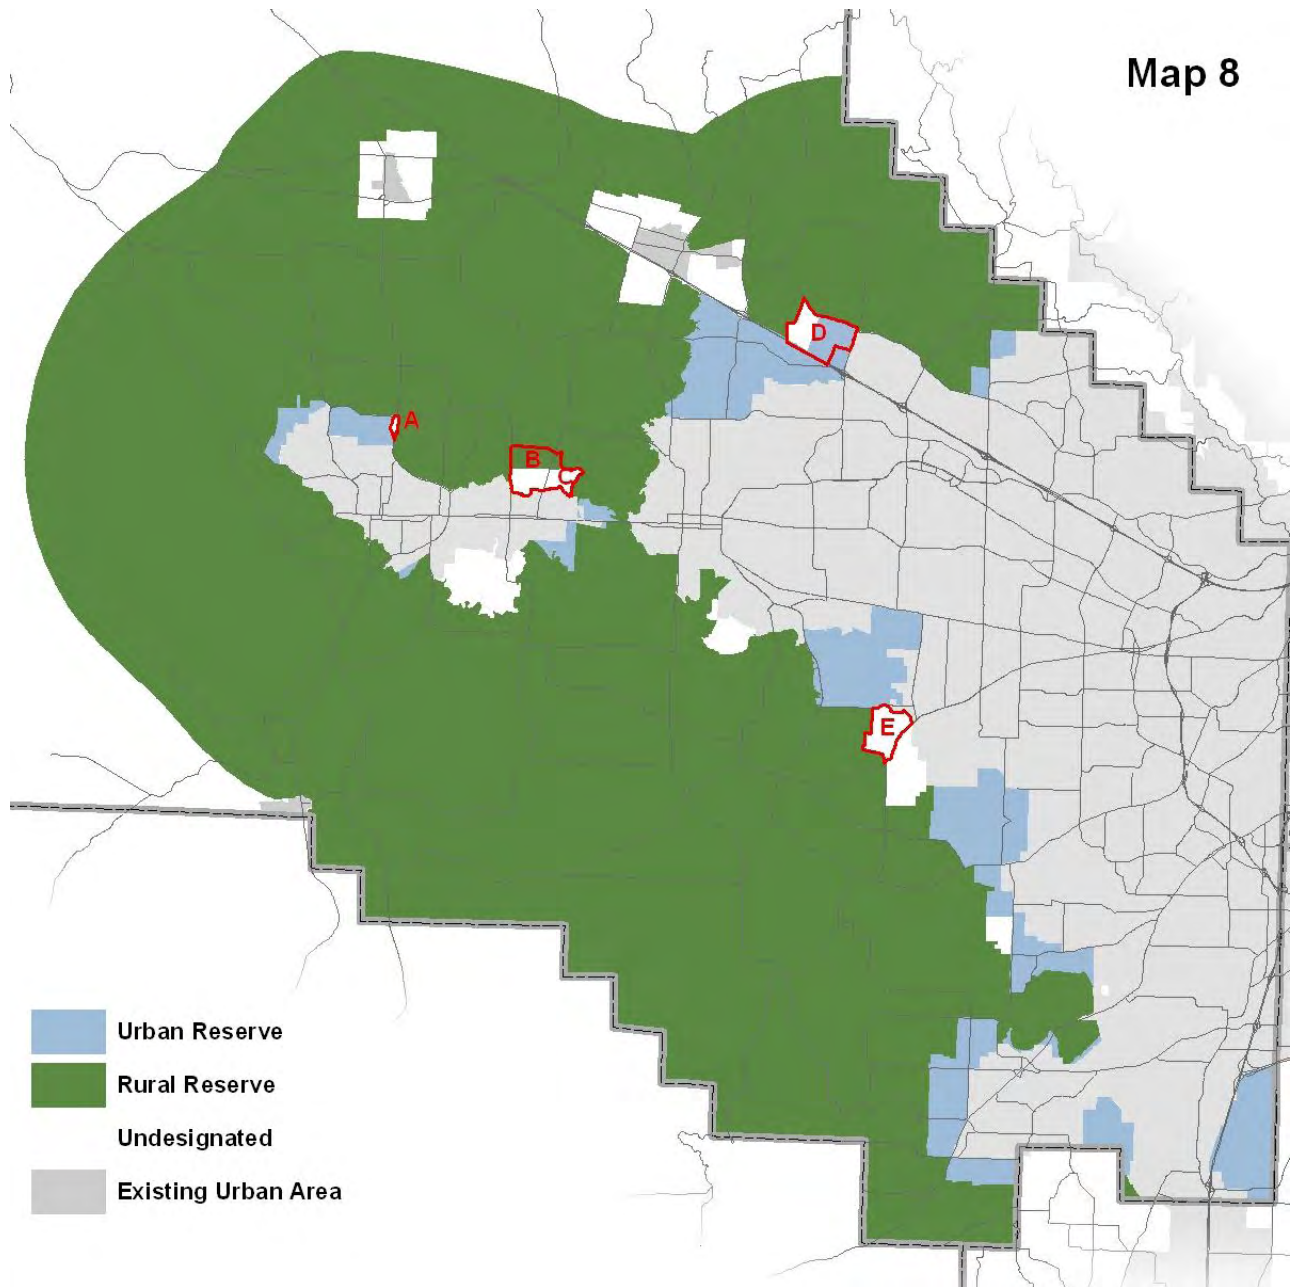 Map 8
D
A
B
C
E
Urban Reserve
Rural Reserve
Undesignated
Existing Urban Area